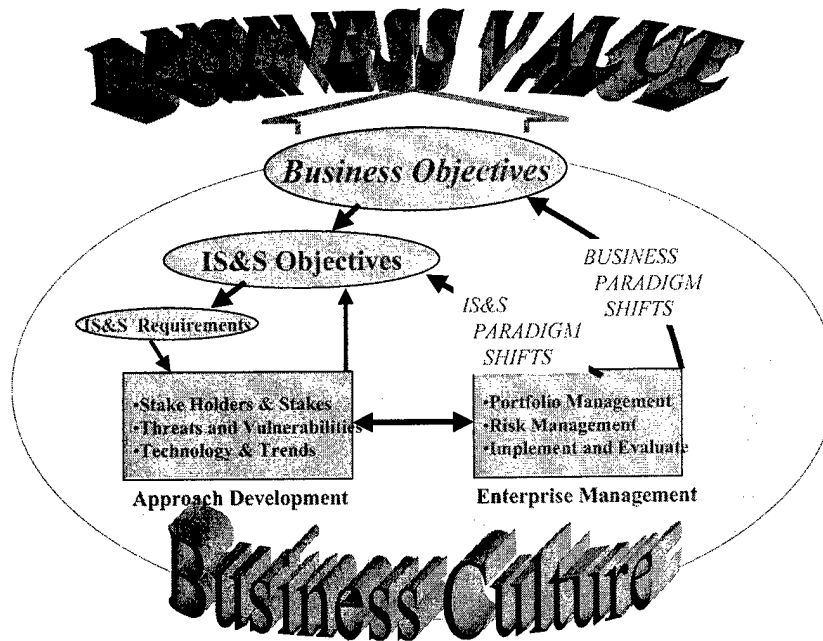 BUSINESS VALUE
Business Objectives
IS&S Objectives
BUSINESS
PARADIGM
SHIFTS
IS&S
PARADIGM
SHIFTS
IS&S Requirements
•Stake Holders & Stakes
•Threats and Vulnerabilities
•Technology & Trends
Approach Development
•Portfolio Management
•Risk Management
•Implement and Evaluate
Enterprise Management
Business Culture